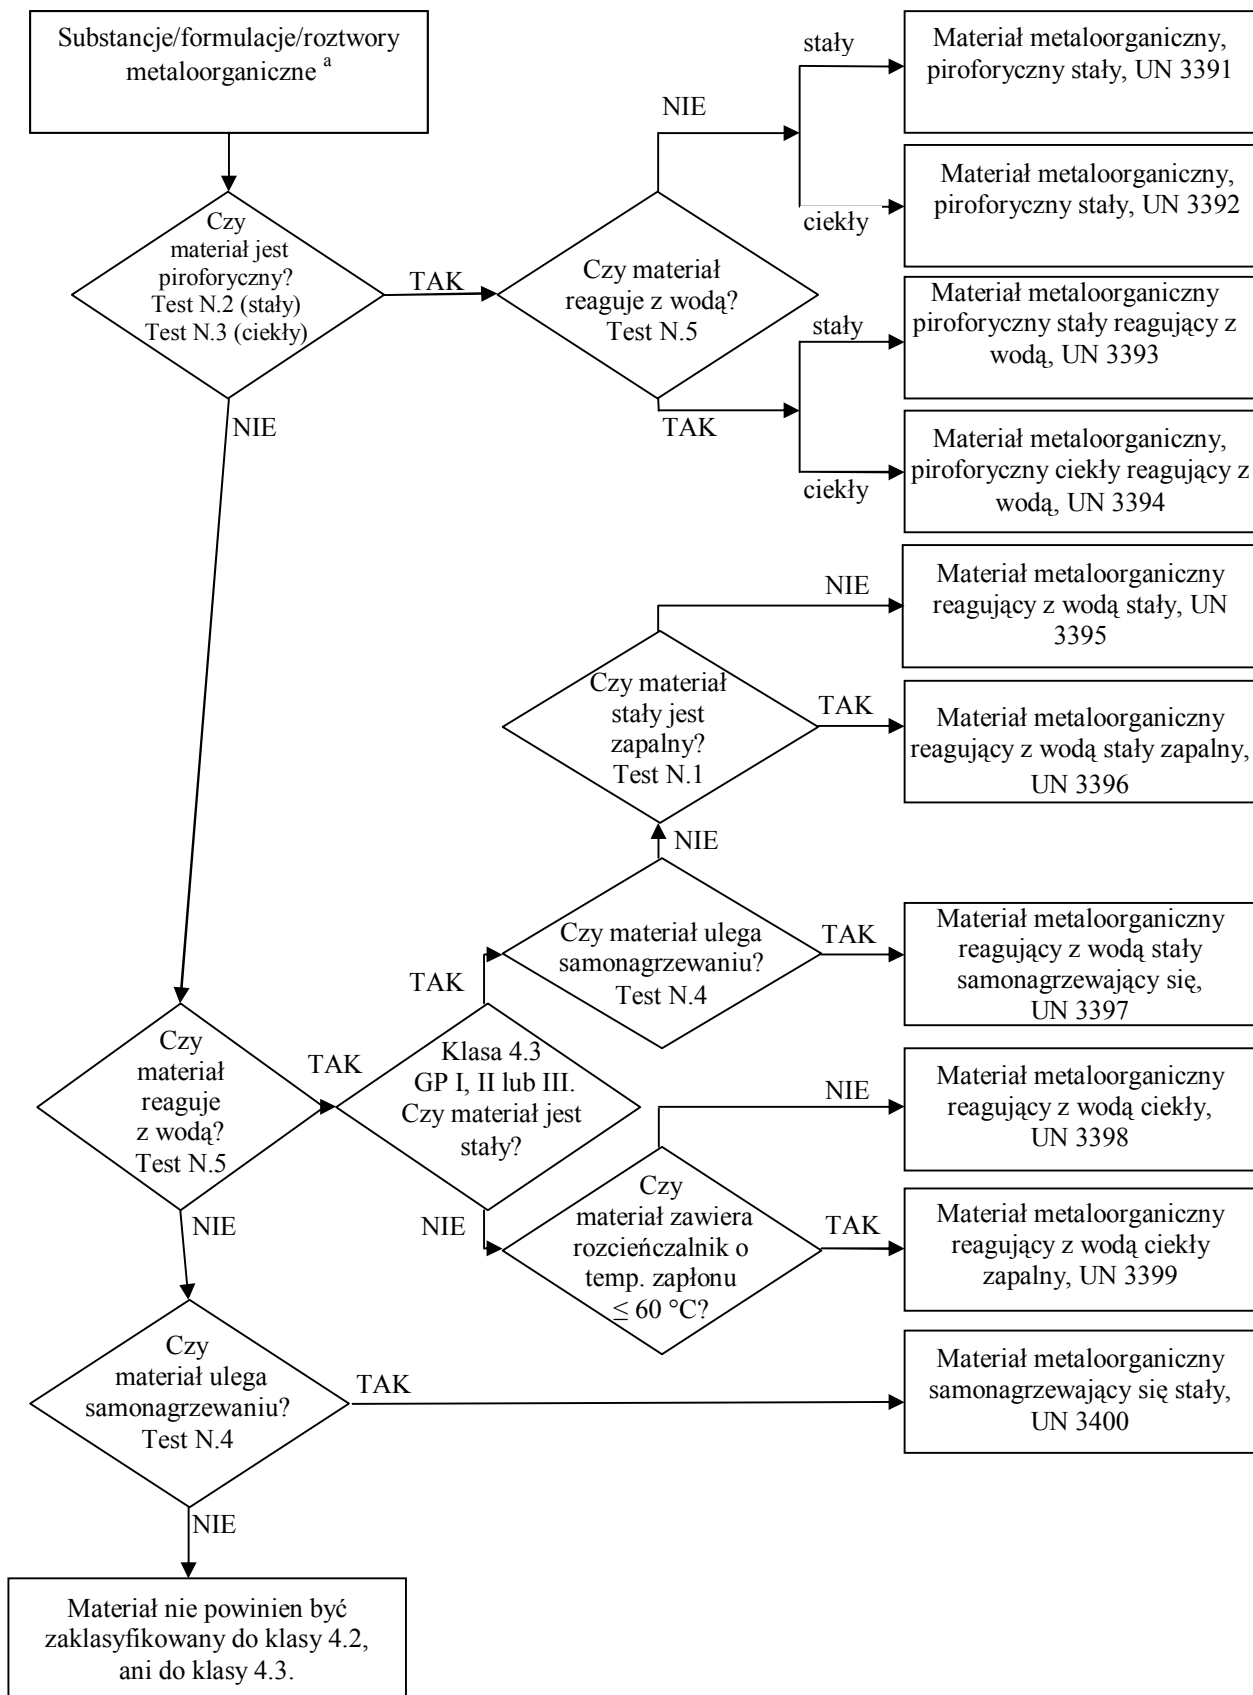 Substancje/formulacje/roztwory
metaloorganiczne a
stały
Materiał metaloorganiczny,
piroforyczny stały, UN 3391
NIE
Materiał metaloorganiczny,
piroforyczny stały, UN 3392
ciekły
Czy
materiał jest
piroforyczny?
Test N.2 (stały)
Test N.3 (ciekły)
TAK
Czy materiał
reaguje z wodą?
Test N.5
stały
Materiał metaloorganiczny
piroforyczny stały reagujący z
wodą, UN 3393
NIE
TAK
ciekły
Materiał metaloorganiczny,
piroforyczny ciekły reagujący z
wodą, UN 3394
NIE
Materiał metaloorganiczny
reagujący z wodą stały, UN
3395
Czy materiał
stały jest
zapalny?
Test N.1
TAK
Materiał metaloorganiczny
reagujący z wodą stały zapalny,
UN 3396
NIE
Czy materiał ulega
samonagrzewaniu?
Test N.4
TAK
Materiał metaloorganiczny
reagujący z wodą stały
samonagrzewający się,
UN 3397
TAK
Czy
materiał
reaguje
z wodą?
Test N.5
TAK
Klasa 4.3
GP I, II lub III.
Czy materiał jest
stały?
NIE
Materiał metaloorganiczny
reagujący z wodą ciekły,
UN 3398
NIE
NIE
Czy
materiał zawiera
rozcieńczalnik o
temp. zapłonu
≤ 60 °C?
TAK
Materiał metaloorganiczny
reagujący z wodą ciekły
zapalny, UN 3399
Czy
materiał ulega
samonagrzewaniu?
Test N.4
TAK
Materiał metaloorganiczny
samonagrzewający się stały,
UN 3400
NIE
Materiał nie powinien być
zaklasyfikowany do klasy 4.2,
ani do klasy 4.3.